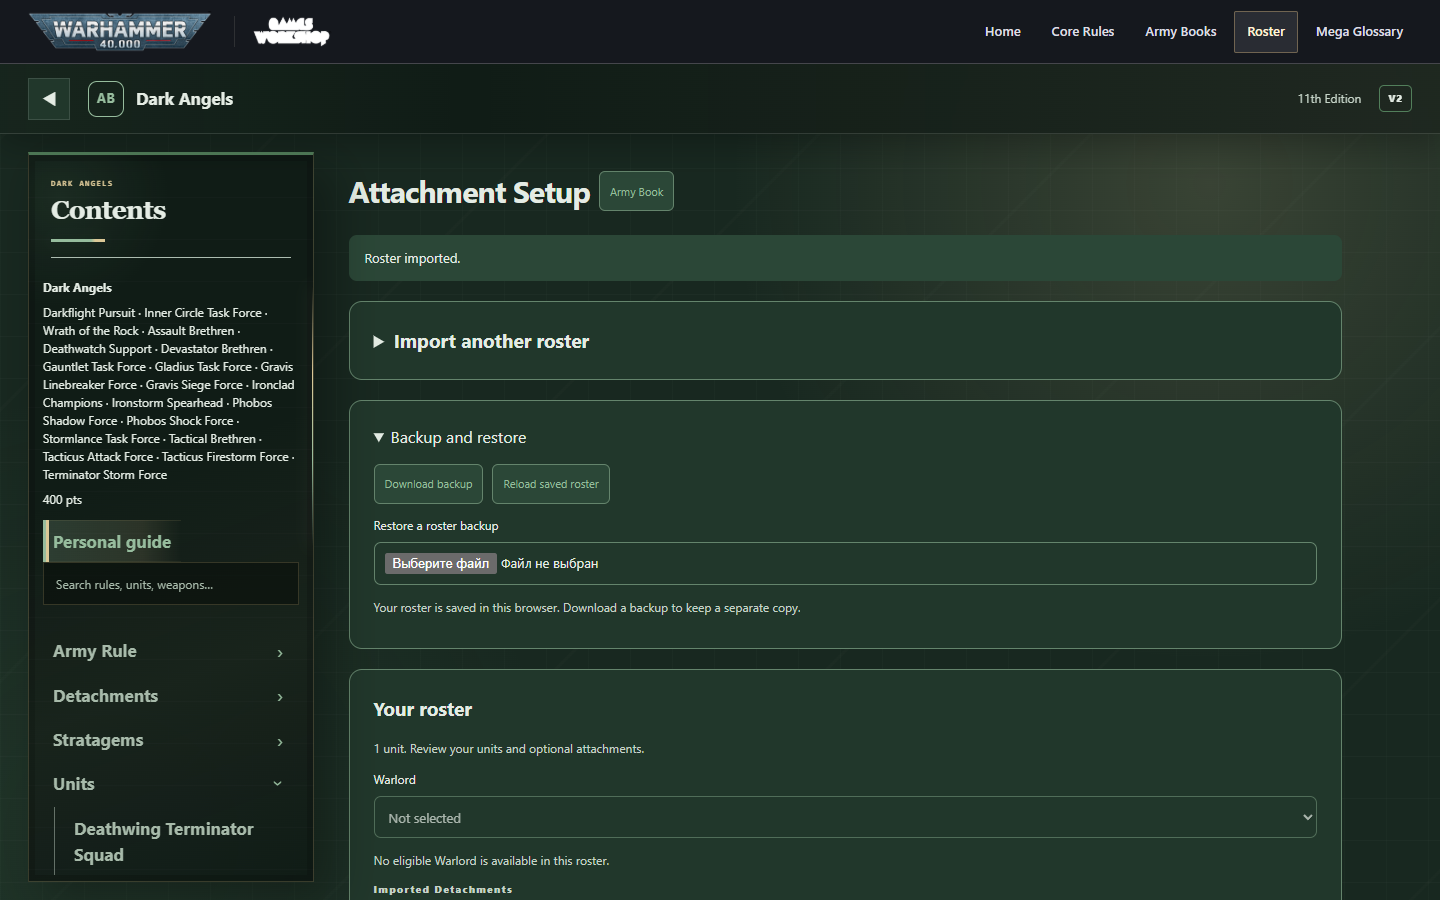 WARHAMMER
40,000
GAMES
WORKSHOP
Home
Core Rules
Army Books
Roster
Mega Glossary
AB
Dark Angels
11th Edition
V2
DARK ANGELS
Contents
Dark Angels
Darkflight Pursuit · Inner Circle Task Force ·
Wrath of the Rock · Assault Brethren ·
Deathwatch Support · Devastator Brethren ·
Gauntlet Task Force · Gladius Task Force · Gravis
Linebreaker Force · Gravis Siege Force · Ironclad
Champions · Ironstorm Spearhead · Phobos
Shadow Force · Phobos Shock Force ·
Stormlance Task Force · Tactical Brethren ·
Tacticus Attack Force · Tacticus Firestorm Force ·
Terminator Storm Force
400 pts
Personal guide
Search rules, units, weapons...
Army Rule
Detachments
Stratagems
Units
Deathwing Terminator
Squad
Attachment Setup
Army Book
Roster imported.
Import another roster
Backup and restore
Download backup
Reload saved roster
Restore a roster backup
Выберите файл Файл не выбран
Your roster is saved in this browser. Download a backup to keep a separate copy.
Your roster
1 unit. Review your units and optional attachments.
Warlord
Not selected
No eligible Warlord is available in this roster.
Imported Detachments